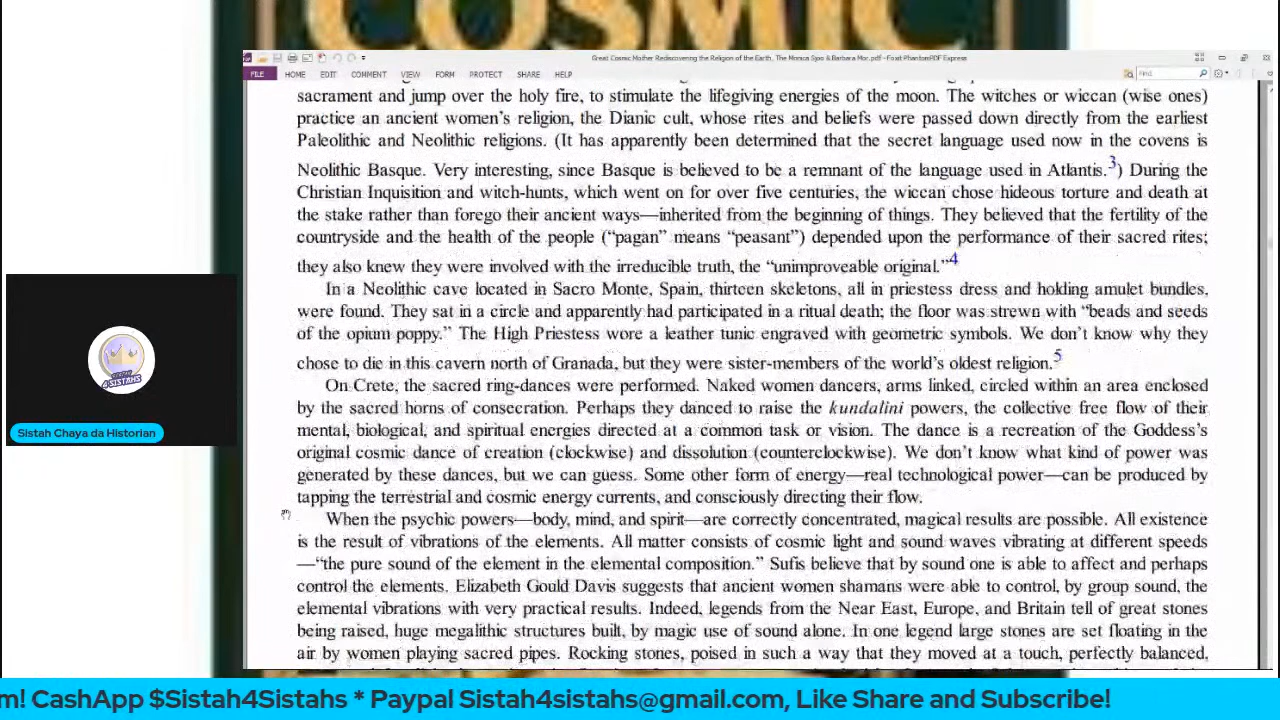 COSMIC
Great Cosmic Mother Rediscovering the Religion of the Earth, The Monica Sjoo & Barbara Mor.pdf - Foxit PhantomPDF Express
FILE HOME EDIT COMMENT VIEW FORM PROTECT SHARE HELP
Find
sacrament and jump over the holy fire, to stimulate the lifegiving energies of the moon. The witches or wiccan (wise ones)
practice an ancient women's religion, the Dianic cult, whose rites and beliefs were passed down directly from the earliest
Paleolithic and Neolithic religions. (It has apparently been determined that the secret language used now in the covens is
Neolithic Basque. Very interesting, since Basque is believed to be a remnant of the language used in Atlantis.3) During the
Christian Inquisition and witch-hunts, which went on for over five centuries, the wiccan chose hideous torture and death at
the stake rather than forego their ancient ways—inherited from the beginning of things. They believed that the fertility of the
countryside and the health of the people (“pagan” means “peasant”) depended upon the performance of their sacred rites;
they also knew they were involved with the irreducible truth, the “unimproveable original.”4
In a Neolithic cave located in Sacro Monte, Spain, thirteen skeletons, all in priestess dress and holding amulet bundles,
were found. They sat in a circle and apparently had participated in a ritual death; the floor was strewn with “beads and seeds
of the opium poppy.” The High Priestess wore a leather tunic engraved with geometric symbols. We don't know why they
chose to die in this cavern north of Granada, but they were sister-members of the world's oldest religion.5
On Crete, the sacred ring-dances were performed. Naked women dancers, arms linked, circled within an area enclosed
by the sacred horns of consecration. Perhaps they danced to raise the kundalini powers, the collective free flow of their
mental, biological, and spiritual energies directed at a common task or vision. The dance is a recreation of the Goddess's
original cosmic dance of creation (clockwise) and dissolution (counterclockwise). We don't know what kind of power was
generated by these dances, but we can guess. Some other form of energy—real technological power—can be produced by
tapping the terrestrial and cosmic energy currents, and consciously directing their flow.
When the psychic powers—body, mind, and spirit—are correctly concentrated, magical results are possible. All existence
is the result of vibrations of the elements. All matter consists of cosmic light and sound waves vibrating at different speeds
—“the pure sound of the element in the elemental composition.” Sufis believe that by sound one is able to affect and perhaps
control the elements. Elizabeth Gould Davis suggests that ancient women shamans were able to control, by group sound, the
elemental vibrations with very practical results. Indeed, legends from the Near East, Europe, and Britain tell of great stones
being raised, huge megalithic structures built, by magic use of sound alone. In one legend large stones are set floating in the
air by women playing sacred pipes. Rocking stones, poised in such a way that they moved at a touch, perfectly balanced,
4 SISTAHS
Sistah Chaya da Historian
m! CashApp $Sistah4Sistahs * Paypal Sistah4sistahs@gmail.com, Like Share and Subscribe!